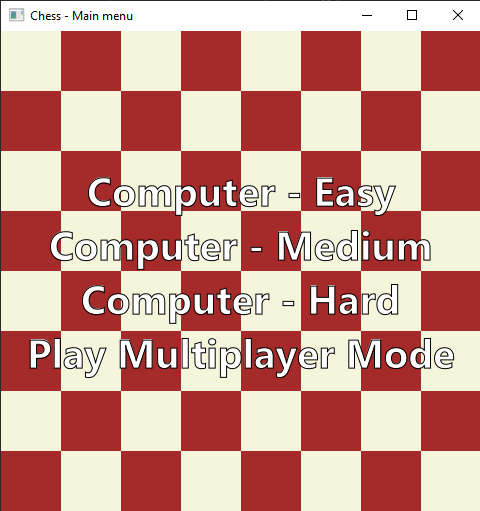 Chess - Main menu
Computer - Easy
Computer - Medium
Computer - Hard
Play Multiplayer Mode